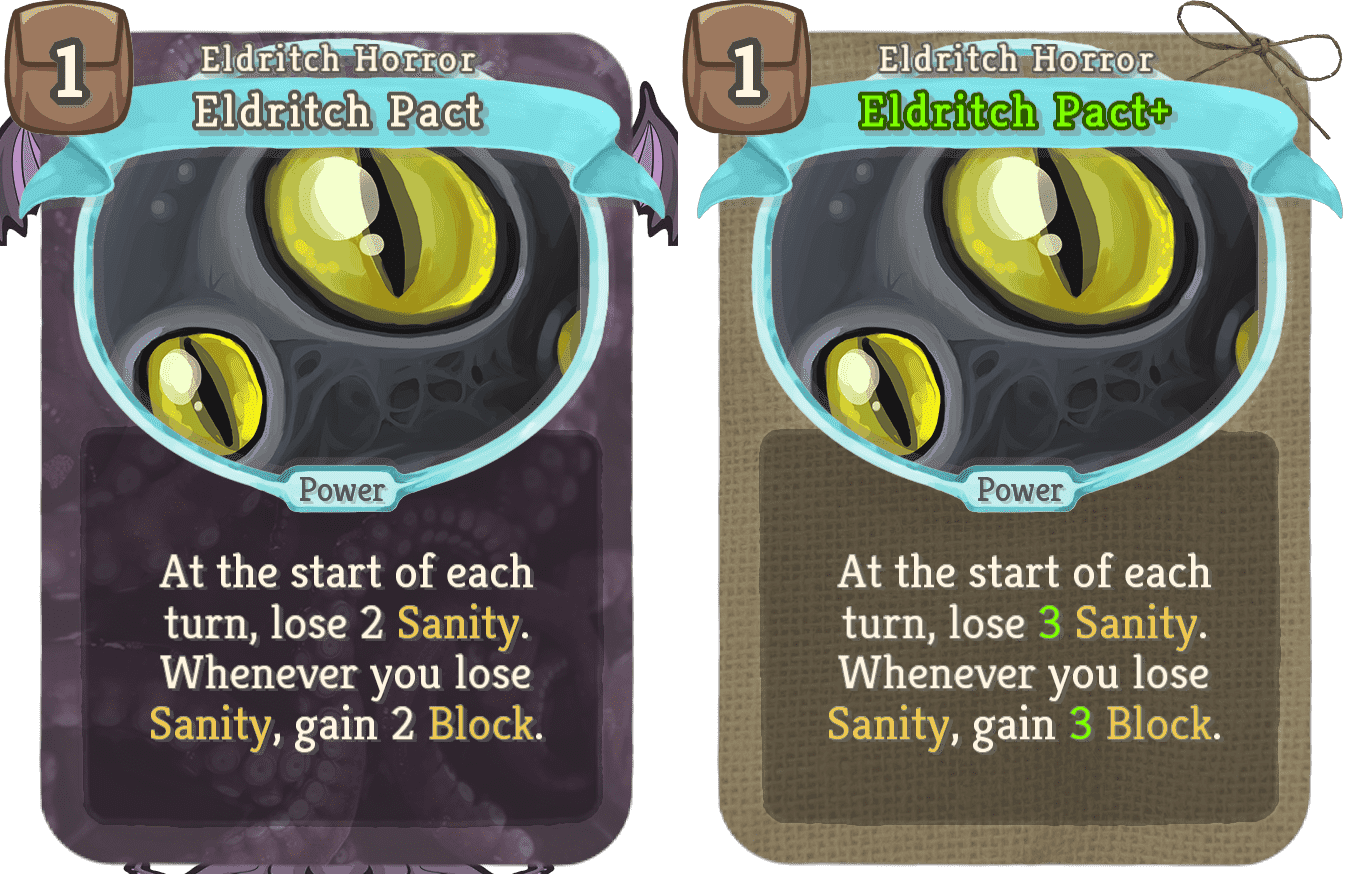 1
Eldritch Horror
Eldritch Pact
Power
At the start of each
turn, lose 2 Sanity.
Whenever you lose
Sanity, gain 2 Block.
1
Eldritch Horror
Eldritch Pact+
Power
At the start of each
turn, lose 3 Sanity.
Whenever you lose
Sanity, gain 3 Block.